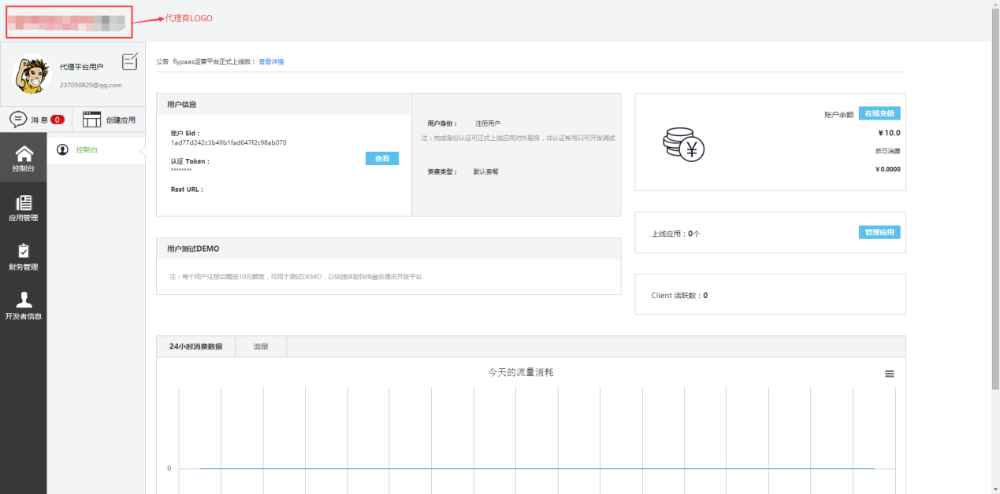 代理商LOGO
代理平台用户
237050820@qq.com
消息 0
创建应用
控制台
控制台
应用管理
财务管理
开发者信息
公告 flypaas运营平台正式上线啦！ 查看详情
用户信息
账户 Sid：
1ad77d242c3b49b1fad647f2c98ab070
认证 Token：
********
查看
Rest URL：
用户身份： 注册用户
注：完成身份认证可正式上线应用对外服务，非认证帐号只可开发调试
资费类型： 默认套餐
账户余额 在线充值
￥10.0
昨日消费
￥0.0000
上线应用：0个 管理应用
Client 活跃数：0
用户测试DEMO
注：每个用户注册后赠送10元额度，可用于测试DEMO，以快捷体验快传融合通讯开放平台
24小时消费数据 流量
今天的流量消耗
0